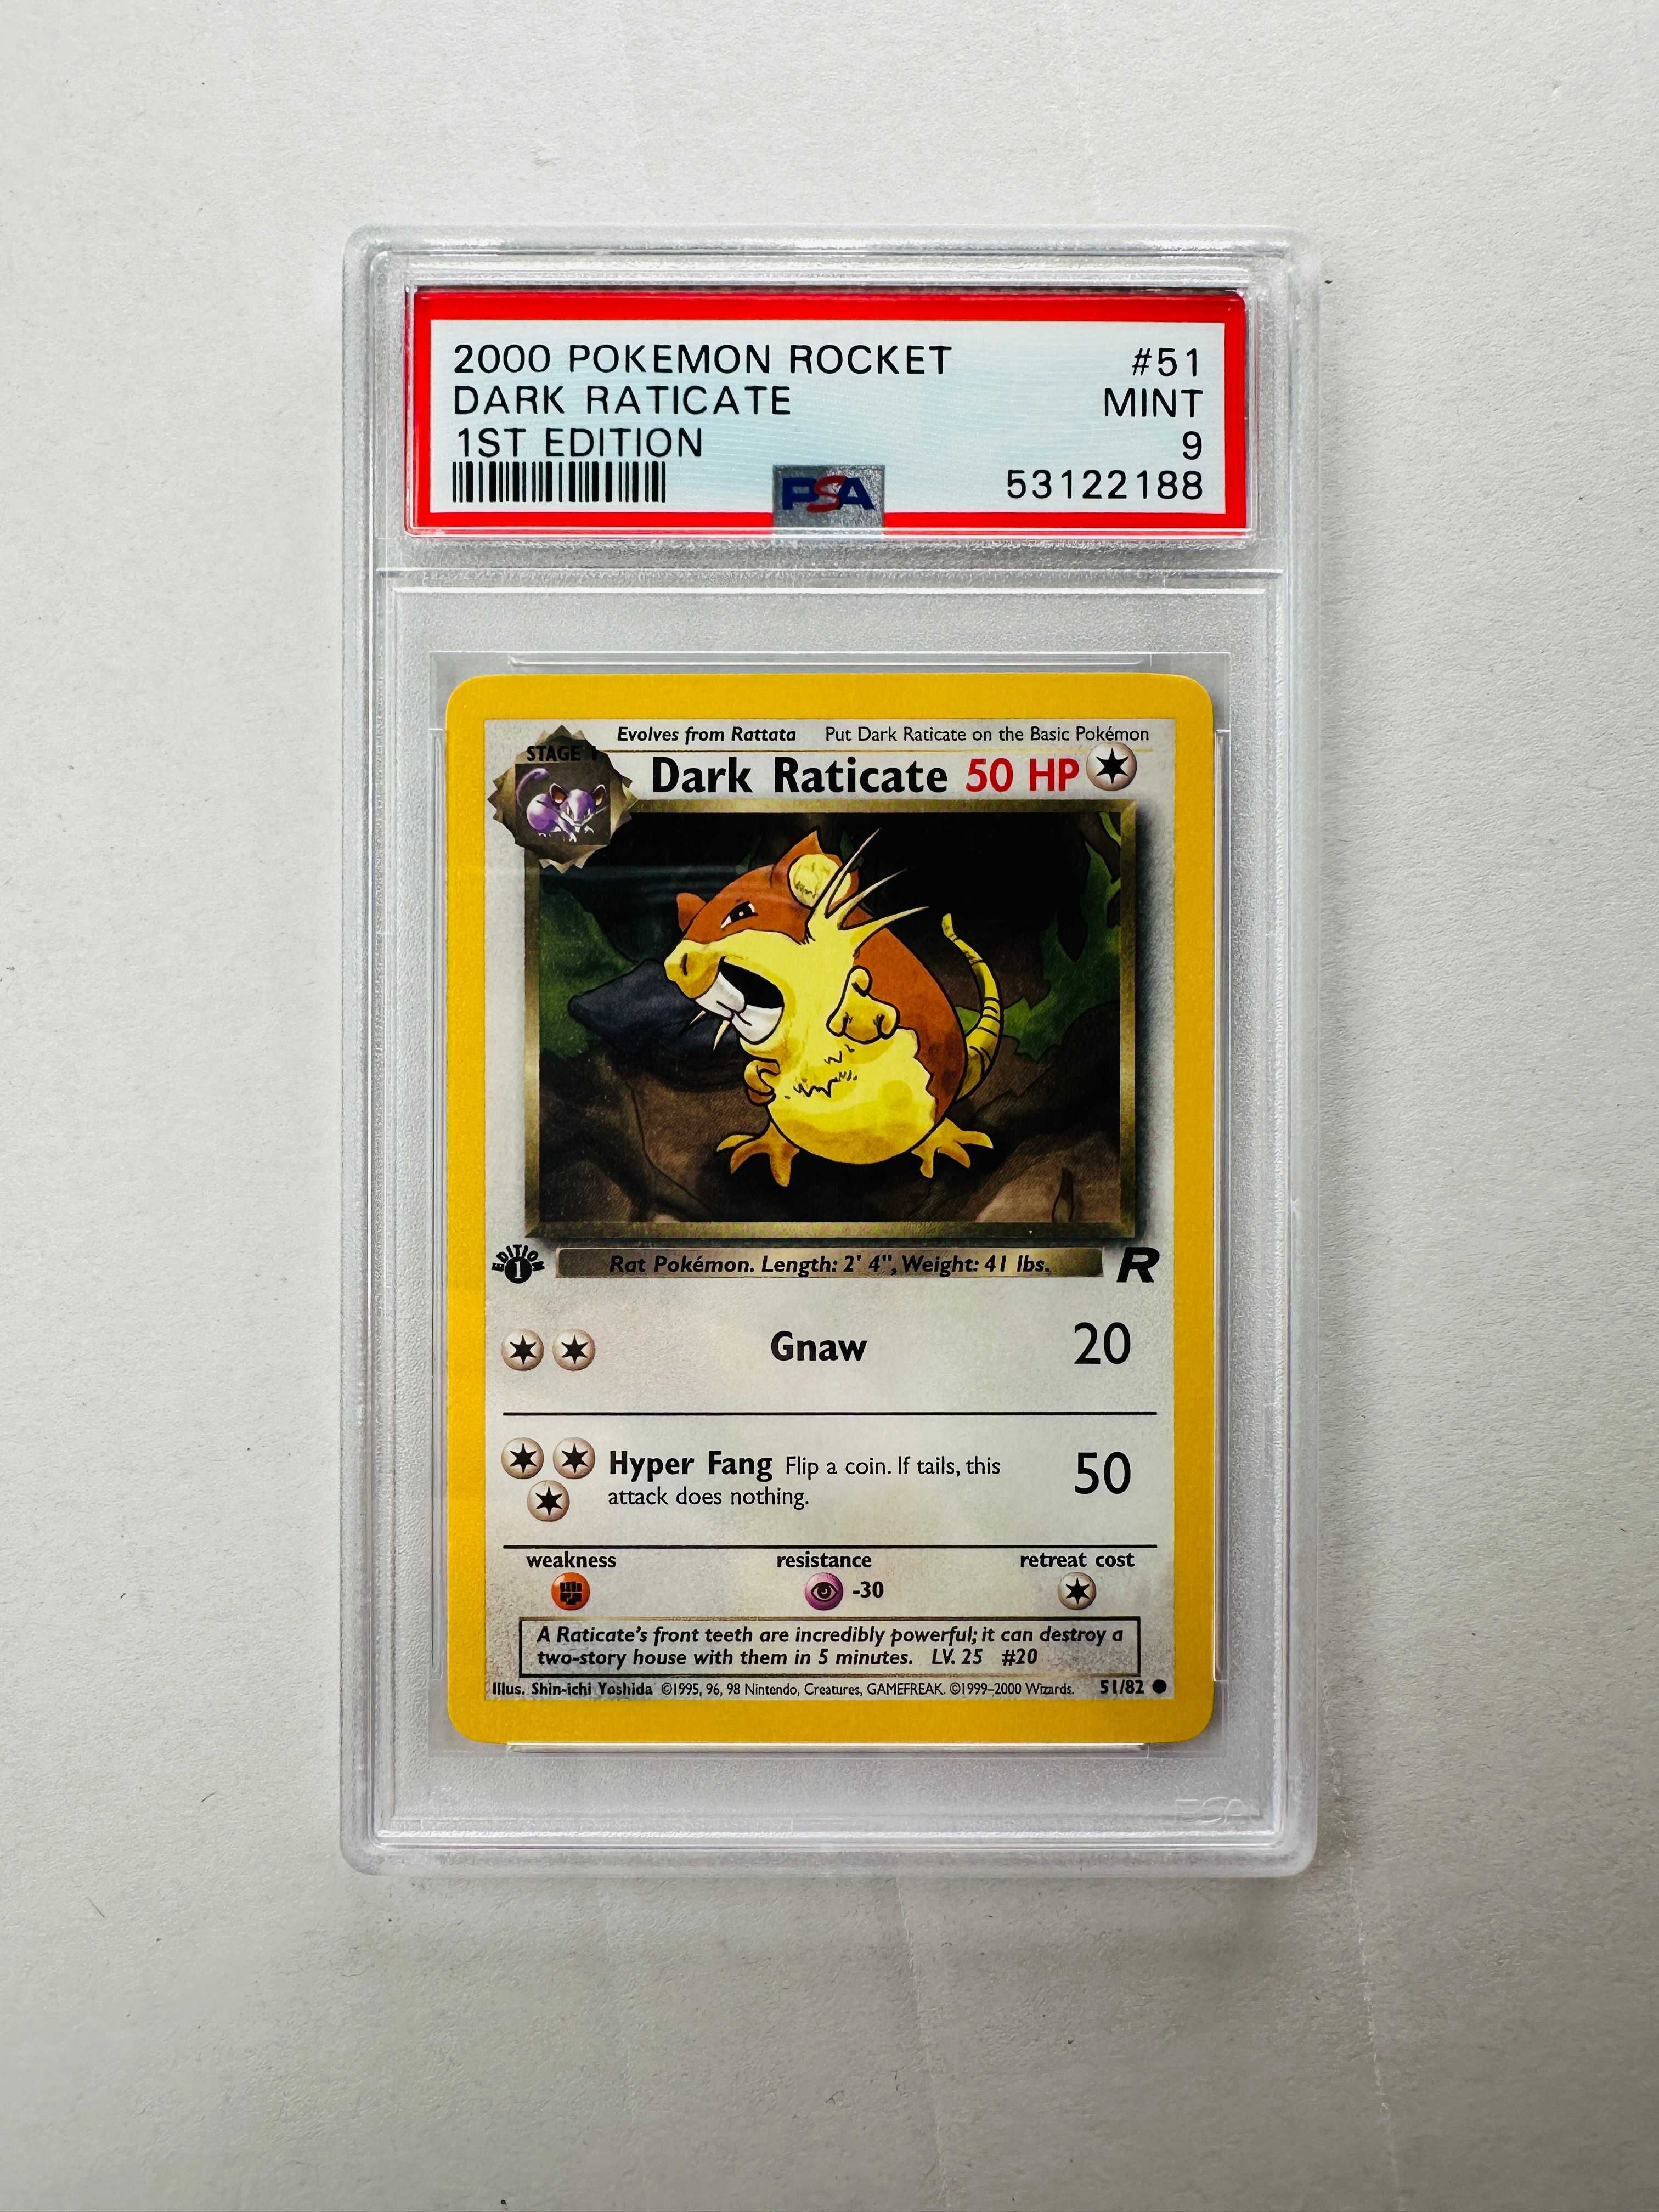 2000 POKEMON ROCKET #51
DARK RATICATE MINT
1ST EDITION 9
PSA 53122188
Evolves from Rattata Put Dark Raticate on the Basic Pokémon
STAGE 1
Dark Raticate 50 HP
EDITION
1
Rat Pokémon. Length: 2' 4", Weight: 41 lbs. R
Gnaw 20
Hyper Fang Flip a coin. If tails, this 50
attack does nothing.
weakness resistance retreat cost
-30
A Raticate's front teeth are incredibly powerful; it can destroy a
two-story house with them in 5 minutes. LV. 25 #20
Illus. Shin-ichi Yoshida ©1995, 96, 98 Nintendo, Creatures, GAMEFREAK. ©1999–2000 Wizards. 51/82
PSA